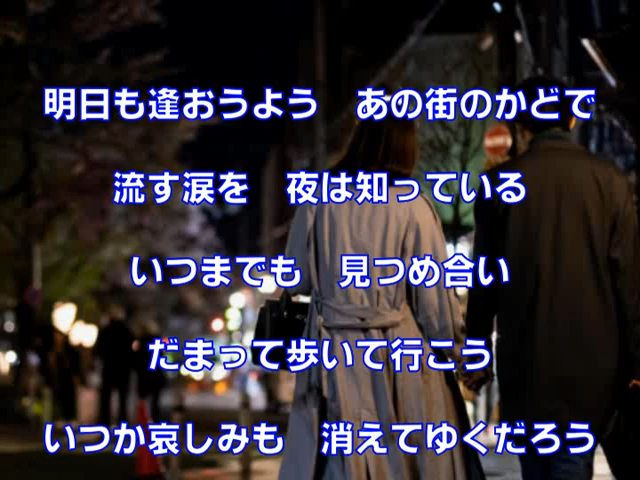 明日も逢おうよう　あの街のかどで
流す涙を　夜は知っている
いつまでも　見つめ合い
だまって歩いて行こう
いつか哀しみも　消えてゆくだろう